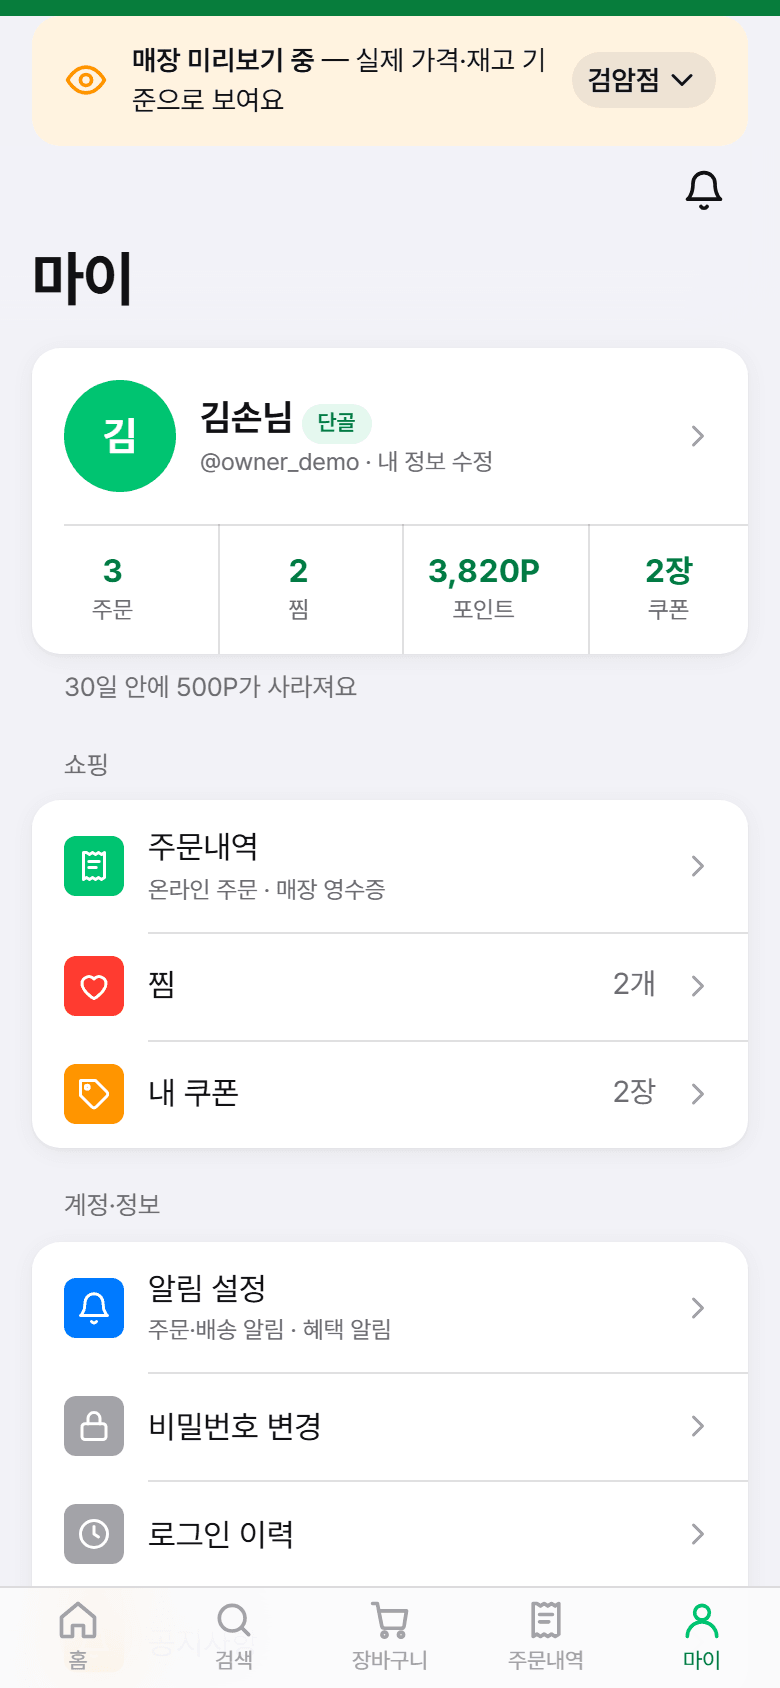 매장 미리보기 중 — 실제 가격·재고 기
준으로 보여요
검암점
마이
김
김손님 단골
@owner_demo · 내 정보 수정
3 2 3,820P 2장
주문 찜 포인트 쿠폰
30일 안에 500P가 사라져요
쇼핑
주문내역
온라인 주문 · 매장 영수증
찜 2개
내 쿠폰 2장
계정·정보
알림 설정
주문·배송 알림 · 혜택 알림
비밀번호 변경
로그인 이력
공지사항
홈 검색 장바구니 주문내역 마이